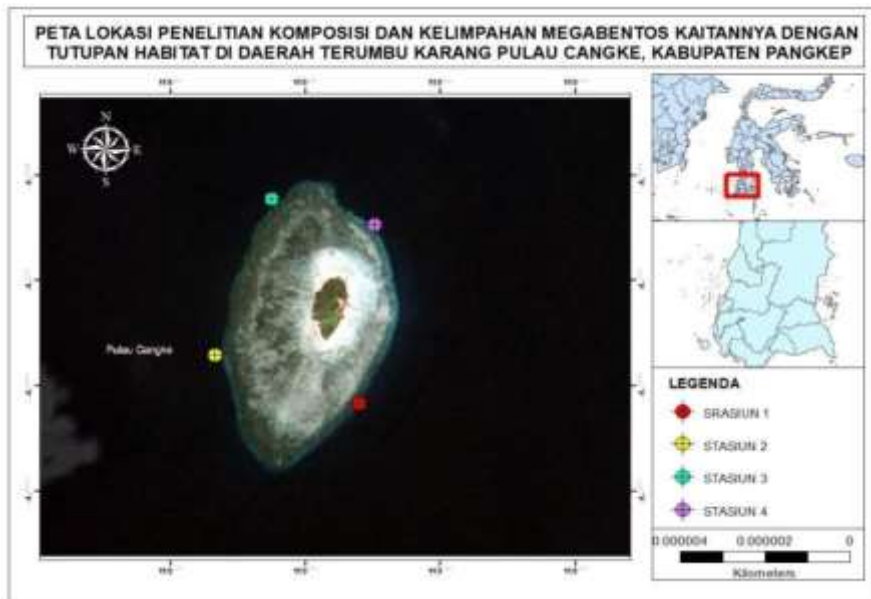 PETA LOKASI PENELITIAN KOMPOSISI DAN KELIMPAHAN MEGABENTOS KAITANNYA DENGAN
TUTUPAN HABITAT DI DAERAH TERUMBU KARANG PULAU CANGKE, KABUPATEN PANGKEP
N
W E
S
Pulau Cangke
LEGENDA
SRASIUN 1
STASIUN 2
STASIUN 3
STASIUN 4
0.000004 0.000002 0
Kilometers